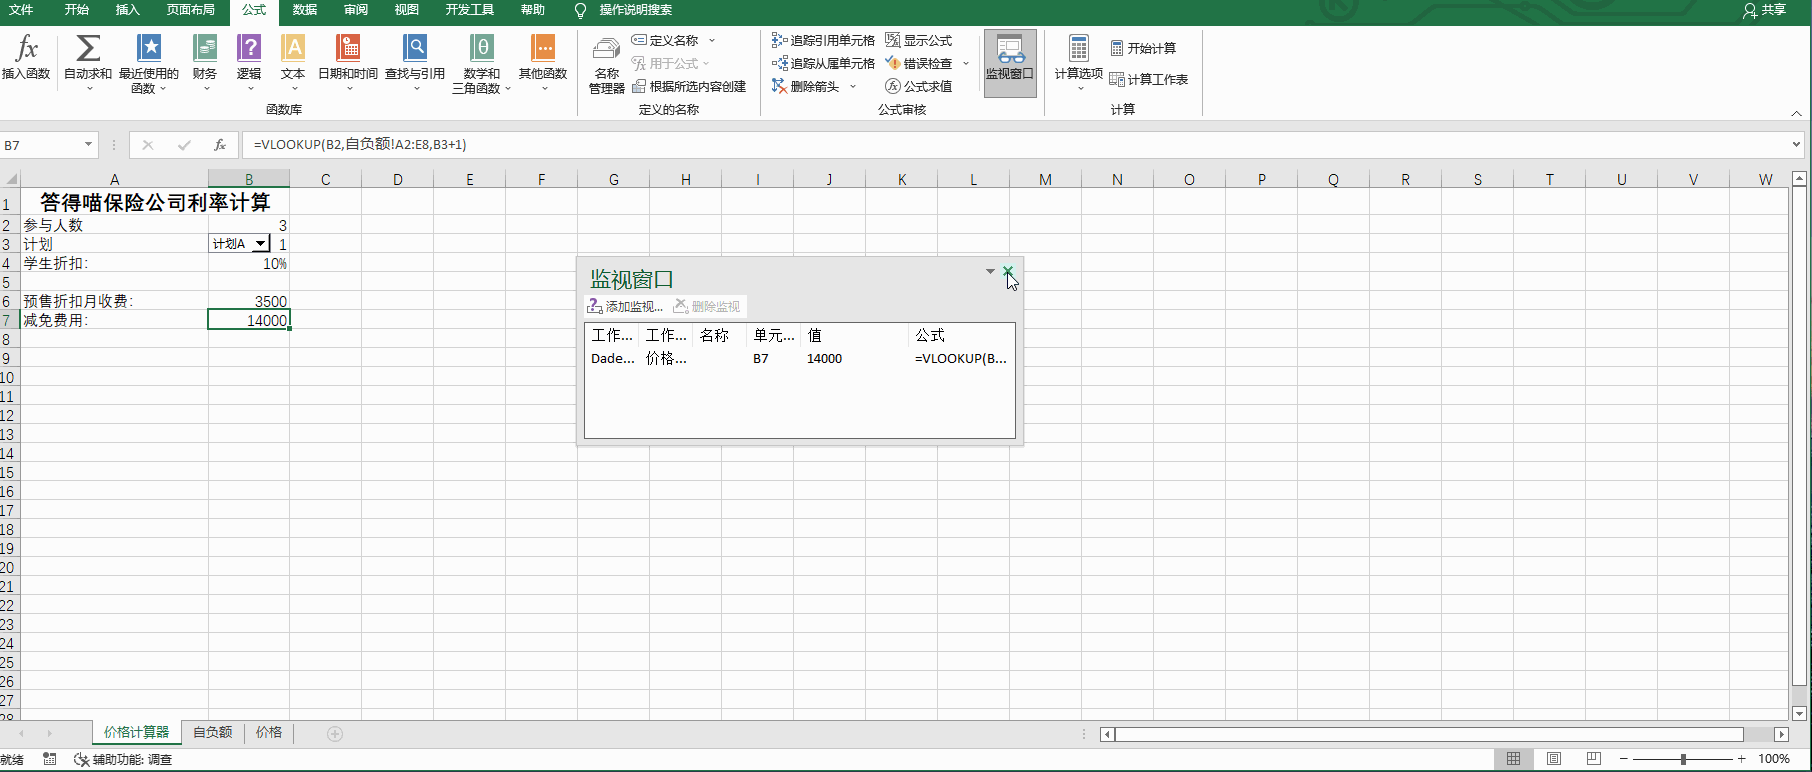 文件 开始 插入 页面布局 公式 数据 审阅 视图 开发工具 帮助 操作说明搜索 共享
fx Σ ? A θ
插入函数 自动求和 最近使用的 财务 逻辑 文本 日期和时间 查找与引用 数学和 其他函数
函数 三角函数
函数库
名称
管理器
定义名称
用于公式
根据所选内容创建
定义的名称
追踪引用单元格 显示公式
追踪从属单元格 错误检查
删除箭头 公式求值
公式审核
监视窗口
计算选项
开始计算
计算工作表
计算
B7 fx =VLOOKUP(B2,自负额!A2:E8,B3+1)
A B C D E F G H I J K L M N O P Q R S T U V W
1 答得喵保险公司利率计算
2 参与人数 3
3 计划 计划A 1
4 学生折扣: 10%
5
6 预售折扣月收费: 3500
7 减免费用: 14000
8
9
10
11
12
13
14
15
16
17
18
19
20
21
22
23
24
25
26
27
28
监视窗口
添加监视... 删除监视
工作... 工作... 名称 单元... 值 公式
Dade... 价格... B7 14000 =VLOOKUP(B...
价格计算器 自负额 价格
就绪 辅助功能: 调查 100%